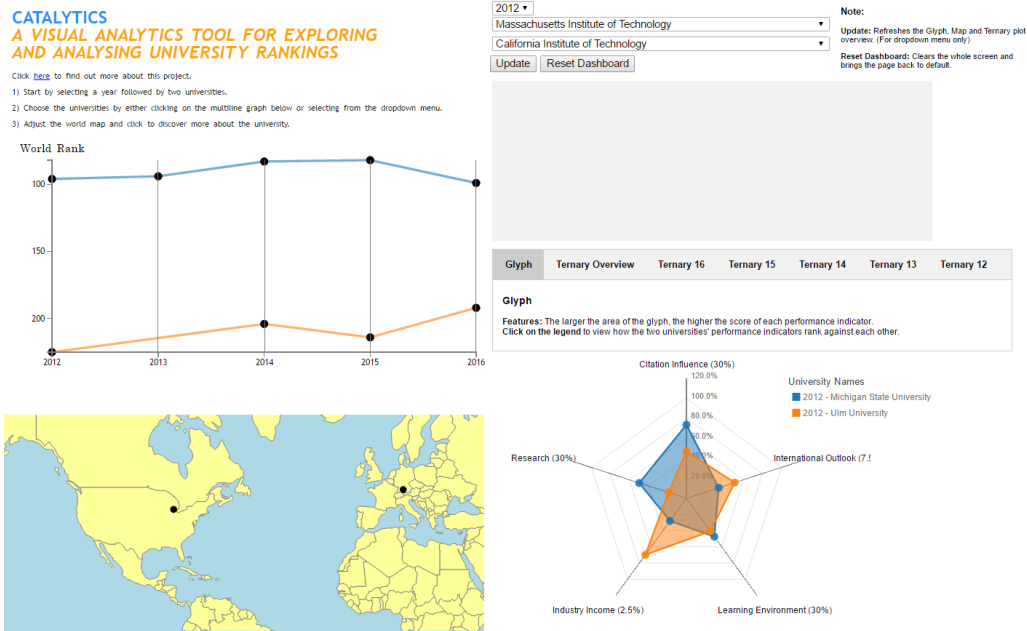 CATALYTICS
A VISUAL ANALYTICS TOOL FOR EXPLORING
AND ANALYSING UNIVERSITY RANKINGS
Click here to find out more about this project.
1) Start by selecting a year followed by two universities.
2) Choose the universities by either clicking on the multiline graph below or selecting from the dropdown menu.
3) Adjust the world map and click to discover more about the university.
World Rank
100
150
200
2012
2013
2014
2015
2016
2012
Massachusetts Institute of Technology
California Institute of Technology
Update
Reset Dashboard
Note:
Update: Refreshes the Glyph, Map and Ternary plot
overview. (For dropdown menu only)
Reset Dashboard: Clears the whole screen and
brings the page back to default.
Glyph
Ternary Overview
Ternary 16
Ternary 15
Ternary 14
Ternary 13
Ternary 12
Glyph
Features: The larger the area of the glyph, the higher the score of each performance indicator.
Click on the legend to view how the two universities' performance indicators rank against each other.
Citation Influence (30%)
120.0%
100.0%
80.0%
60.0%
40.0%
20.0%
University Names
2012 - Michigan State University
2012 - Ulm University
Research (30%)
International Outlook (7.5
Industry Income (2.5%)
Learning Environment (30%)